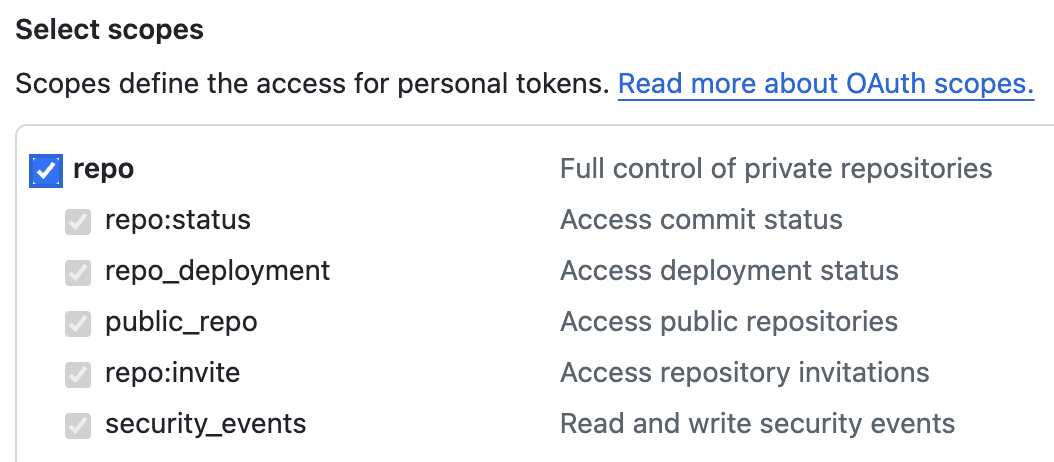 Select scopes
Scopes define the access for personal tokens. Read more about OAuth scopes.
repo Full control of private repositories
repo:status Access commit status
repo_deployment Access deployment status
public_repo Access public repositories
repo:invite Access repository invitations
security_events Read and write security events